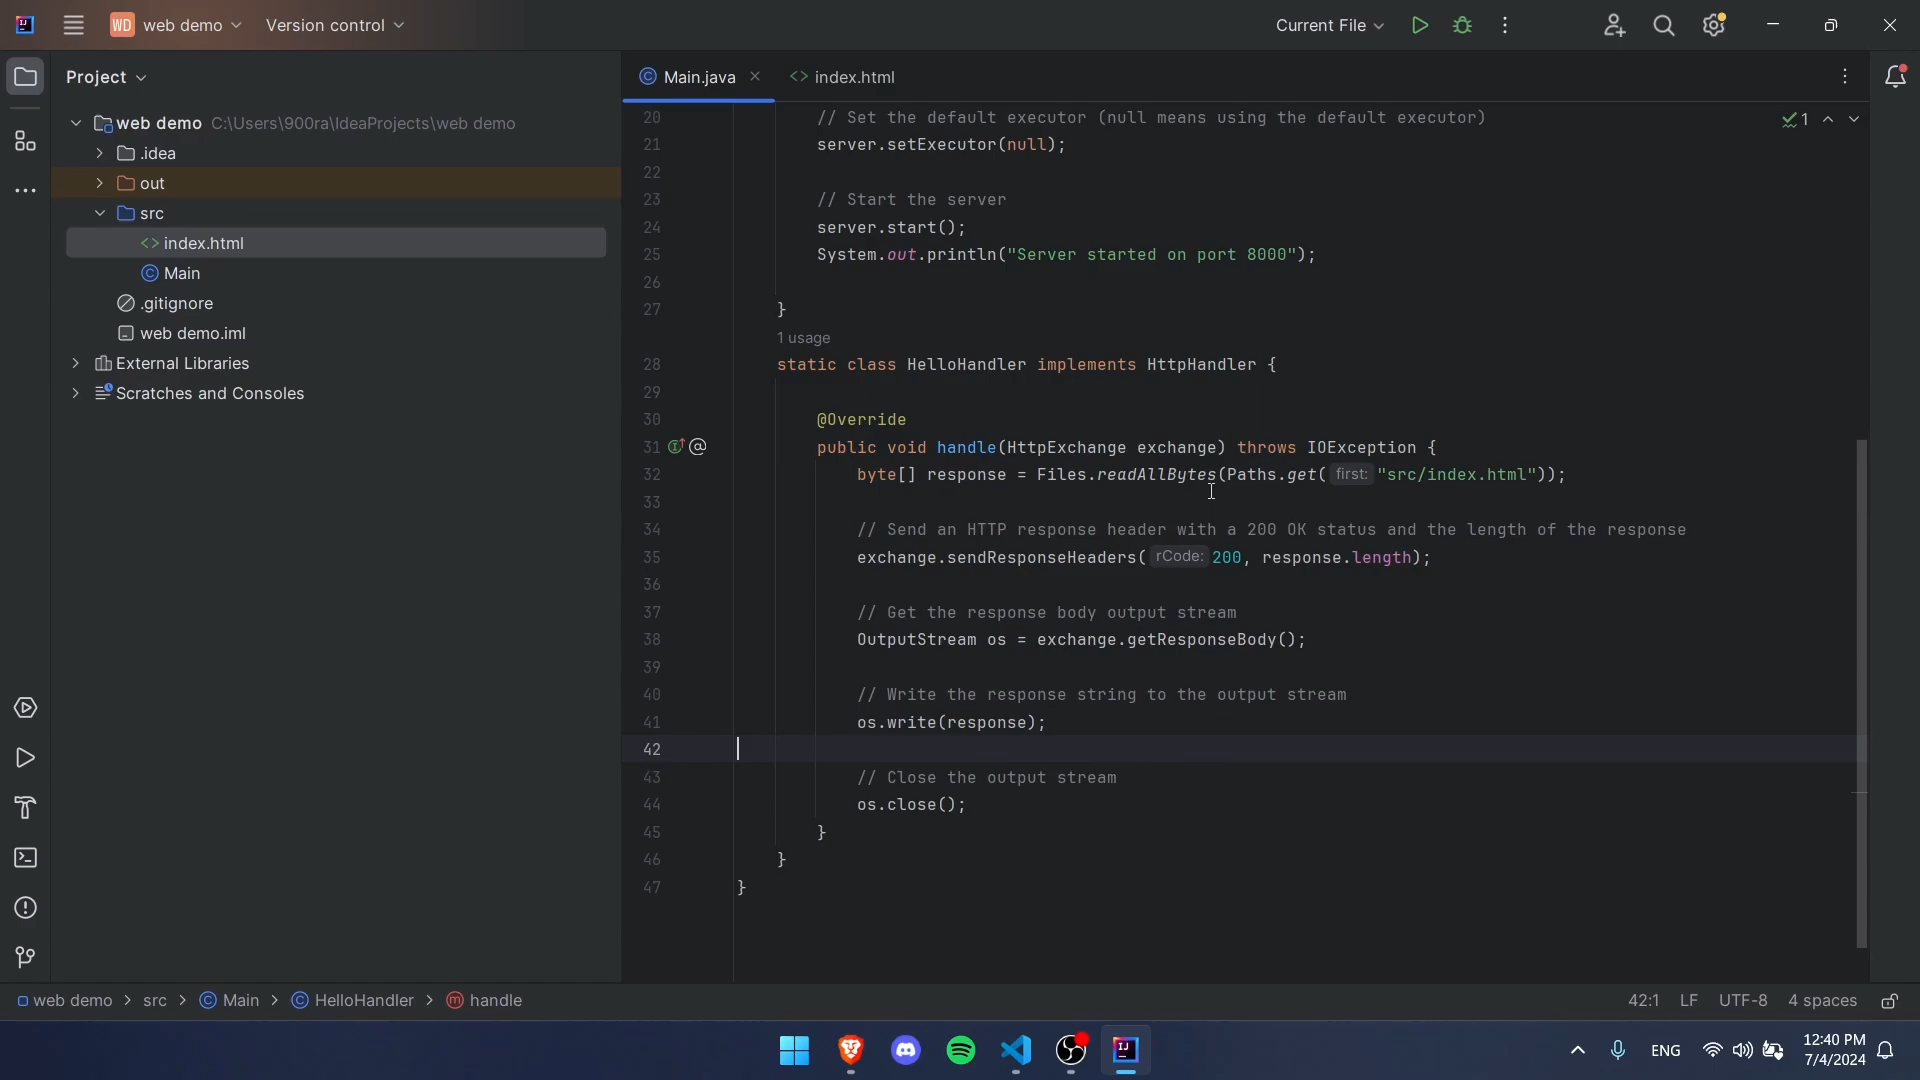 WD web demo Version control Current File
Project
Main.java index.html
web demo C:\Users\900ra\IdeaProjects\web demo
.idea
out
src
index.html
Main
.gitignore
web demo.iml
External Libraries
Scratches and Consoles
1
20 // Set the default executor (null means using the default executor)
21 server.setExecutor(null);
22
23 // Start the server
24 server.start();
25 System.out.println("Server started on port 8000");
26
27 }
1 usage
28 static class HelloHandler implements HttpHandler {
29
30 @Override
31 public void handle(HttpExchange exchange) throws IOException {
32 byte[] response = Files.readAllBytes(Paths.get( first: "src/index.html"));
33
34 // Send an HTTP response header with a 200 OK status and the length of the response
35 exchange.sendResponseHeaders( rCode: 200, response.length);
36
37 // Get the response body output stream
38 OutputStream os = exchange.getResponseBody();
39
40 // Write the response string to the output stream
41 os.write(response);
42
43 // Close the output stream
44 os.close();
45 }
46 }
47 }
web demo > src > Main > HelloHandler > handle
42:1 LF UTF-8 4 spaces
ENG
12:40 PM
7/4/2024